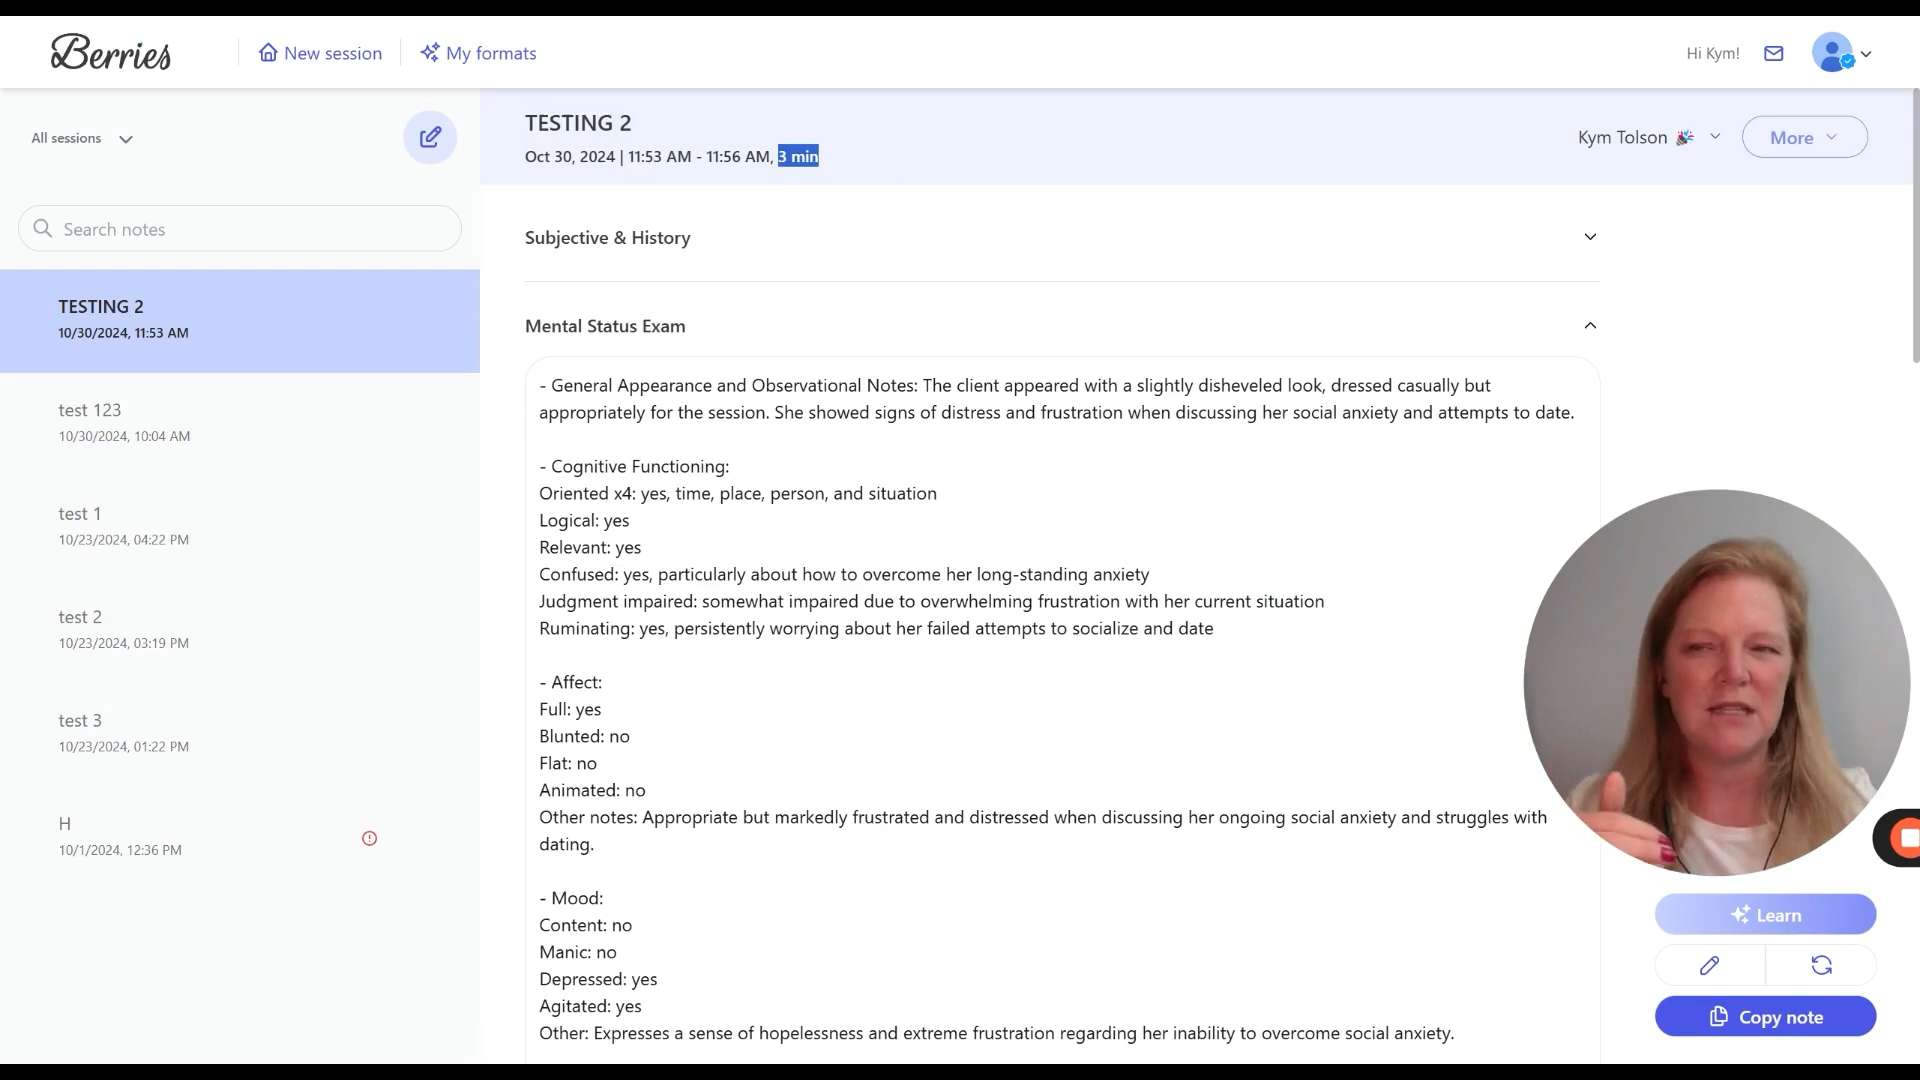 Berries
New session
My formats
Hi Kym!
All sessions
Search notes
TESTING 2
10/30/2024, 11:53 AM
test 123
10/30/2024, 10:04 AM
test 1
10/23/2024, 04:22 PM
test 2
10/23/2024, 03:19 PM
test 3
10/23/2024, 01:22 PM
H
10/1/2024, 12:36 PM
TESTING 2
Oct 30, 2024 | 11:53 AM - 11:56 AM, 3 min
Kym Tolson 🎉
More
Subjective & History
Mental Status Exam
- General Appearance and Observational Notes: The client appeared with a slightly disheveled look, dressed casually but
appropriately for the session. She showed signs of distress and frustration when discussing her social anxiety and attempts to date.
- Cognitive Functioning:
Oriented x4: yes, time, place, person, and situation
Logical: yes
Relevant: yes
Confused: yes, particularly about how to overcome her long-standing anxiety
Judgment impaired: somewhat impaired due to overwhelming frustration with her current situation
Ruminating: yes, persistently worrying about her failed attempts to socialize and date
- Affect:
Full: yes
Blunted: no
Flat: no
Animated: no
Other notes: Appropriate but markedly frustrated and distressed when discussing her ongoing social anxiety and struggles with
dating.
- Mood:
Content: no
Manic: no
Depressed: yes
Agitated: yes
Other: Expresses a sense of hopelessness and extreme frustration regarding her inability to overcome social anxiety.
Learn
Copy note